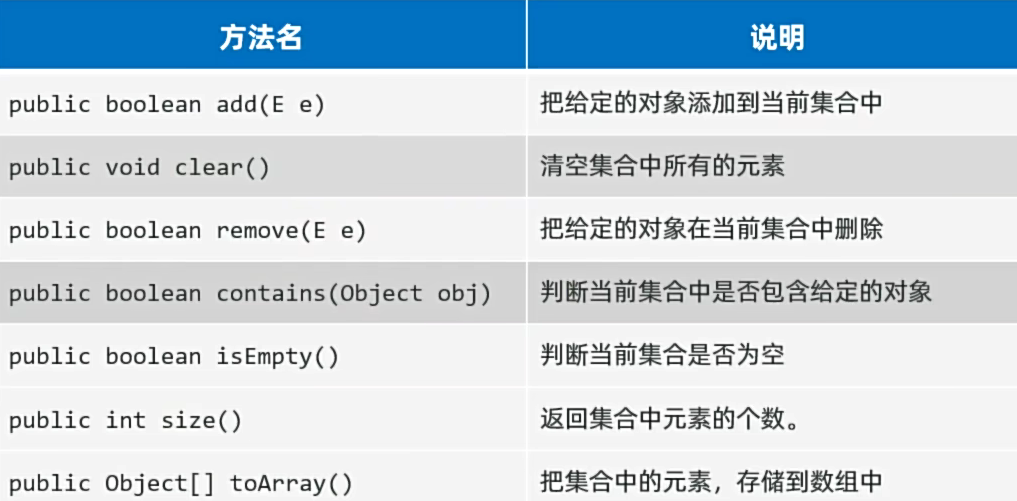 方法名 说明
public boolean add(E e) 把给定的对象添加到当前集合中
public void clear() 清空集合中所有的元素
public boolean remove(E e) 把给定的对象在当前集合中删除
public boolean contains(Object obj) 判断当前集合中是否包含给定的对象
public boolean isEmpty() 判断当前集合是否为空
public int size() 返回集合中元素的个数。
public Object[] toArray() 把集合中的元素，存储到数组中